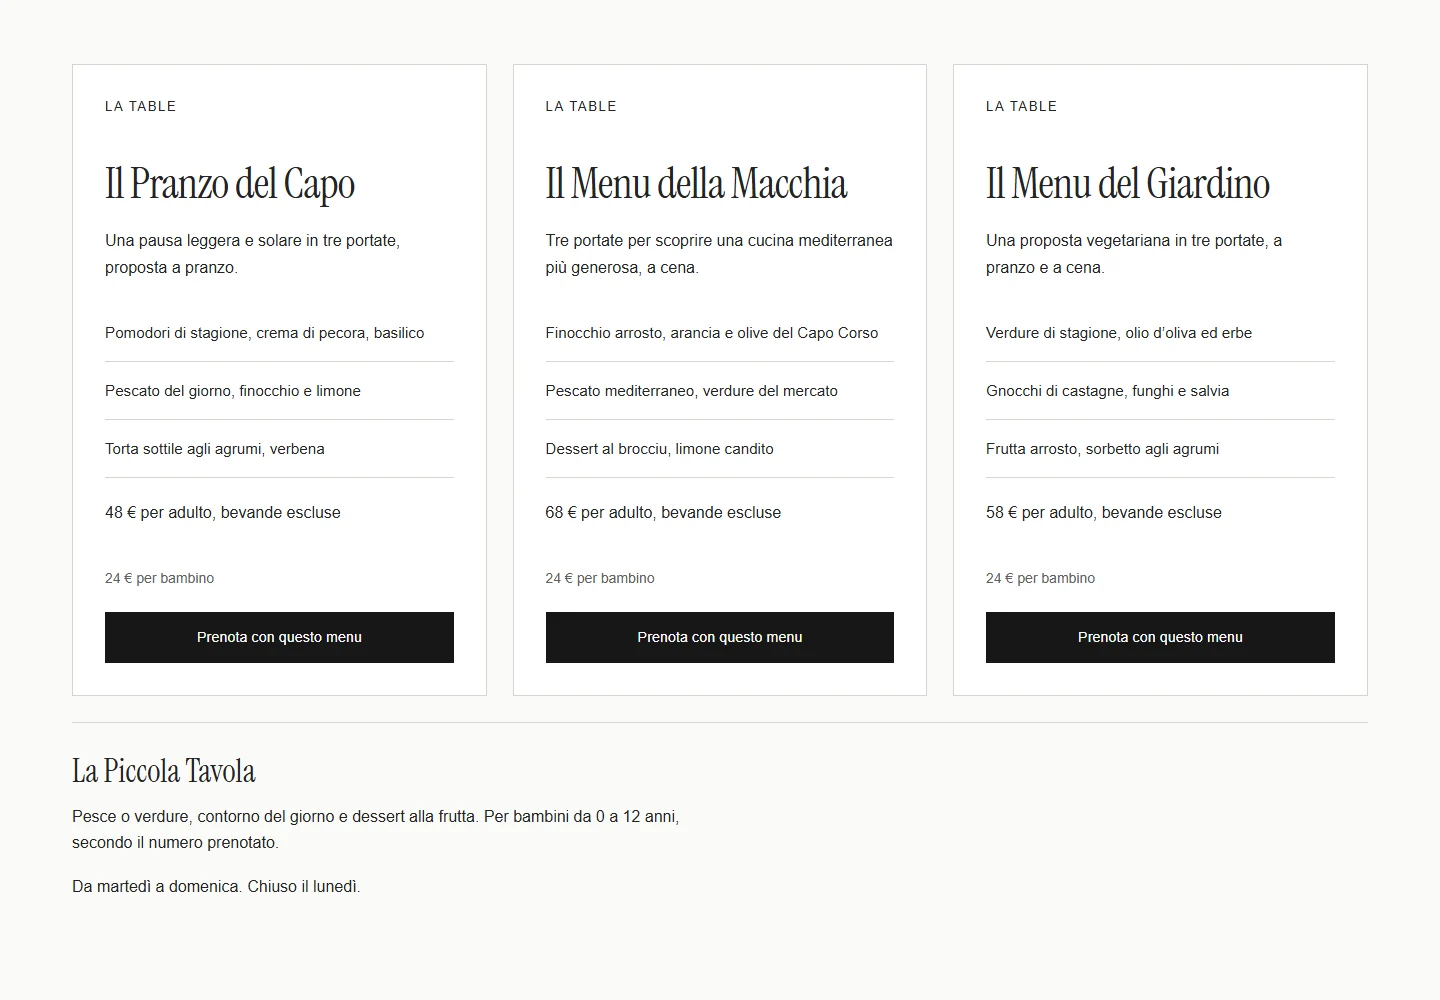 LA TABLE
Il Pranzo del Capo
Una pausa leggera e solare in tre portate,
proposta a pranzo.
Pomodori di stagione, crema di pecora, basilico
Pescato del giorno, finocchio e limone
Torta sottile agli agrumi, verbena
48 € per adulto, bevande escluse
24 € per bambino
Prenota con questo menu
LA TABLE
Il Menu della Macchia
Tre portate per scoprire una cucina mediterranea
più generosa, a cena.
Finocchio arrosto, arancia e olive del Capo Corso
Pescato mediterraneo, verdure del mercato
Dessert al brocciu, limone candito
68 € per adulto, bevande escluse
24 € per bambino
Prenota con questo menu
LA TABLE
Il Menu del Giardino
Una proposta vegetariana in tre portate, a
pranzo e a cena.
Verdure di stagione, olio d’oliva ed erbe
Gnocchi di castagne, funghi e salvia
Frutta arrosto, sorbetto agli agrumi
58 € per adulto, bevande escluse
24 € per bambino
Prenota con questo menu
La Piccola Tavola
Pesce o verdure, contorno del giorno e dessert alla frutta. Per bambini da 0 a 12 anni,
secondo il numero prenotato.
Da martedì a domenica. Chiuso il lunedì.